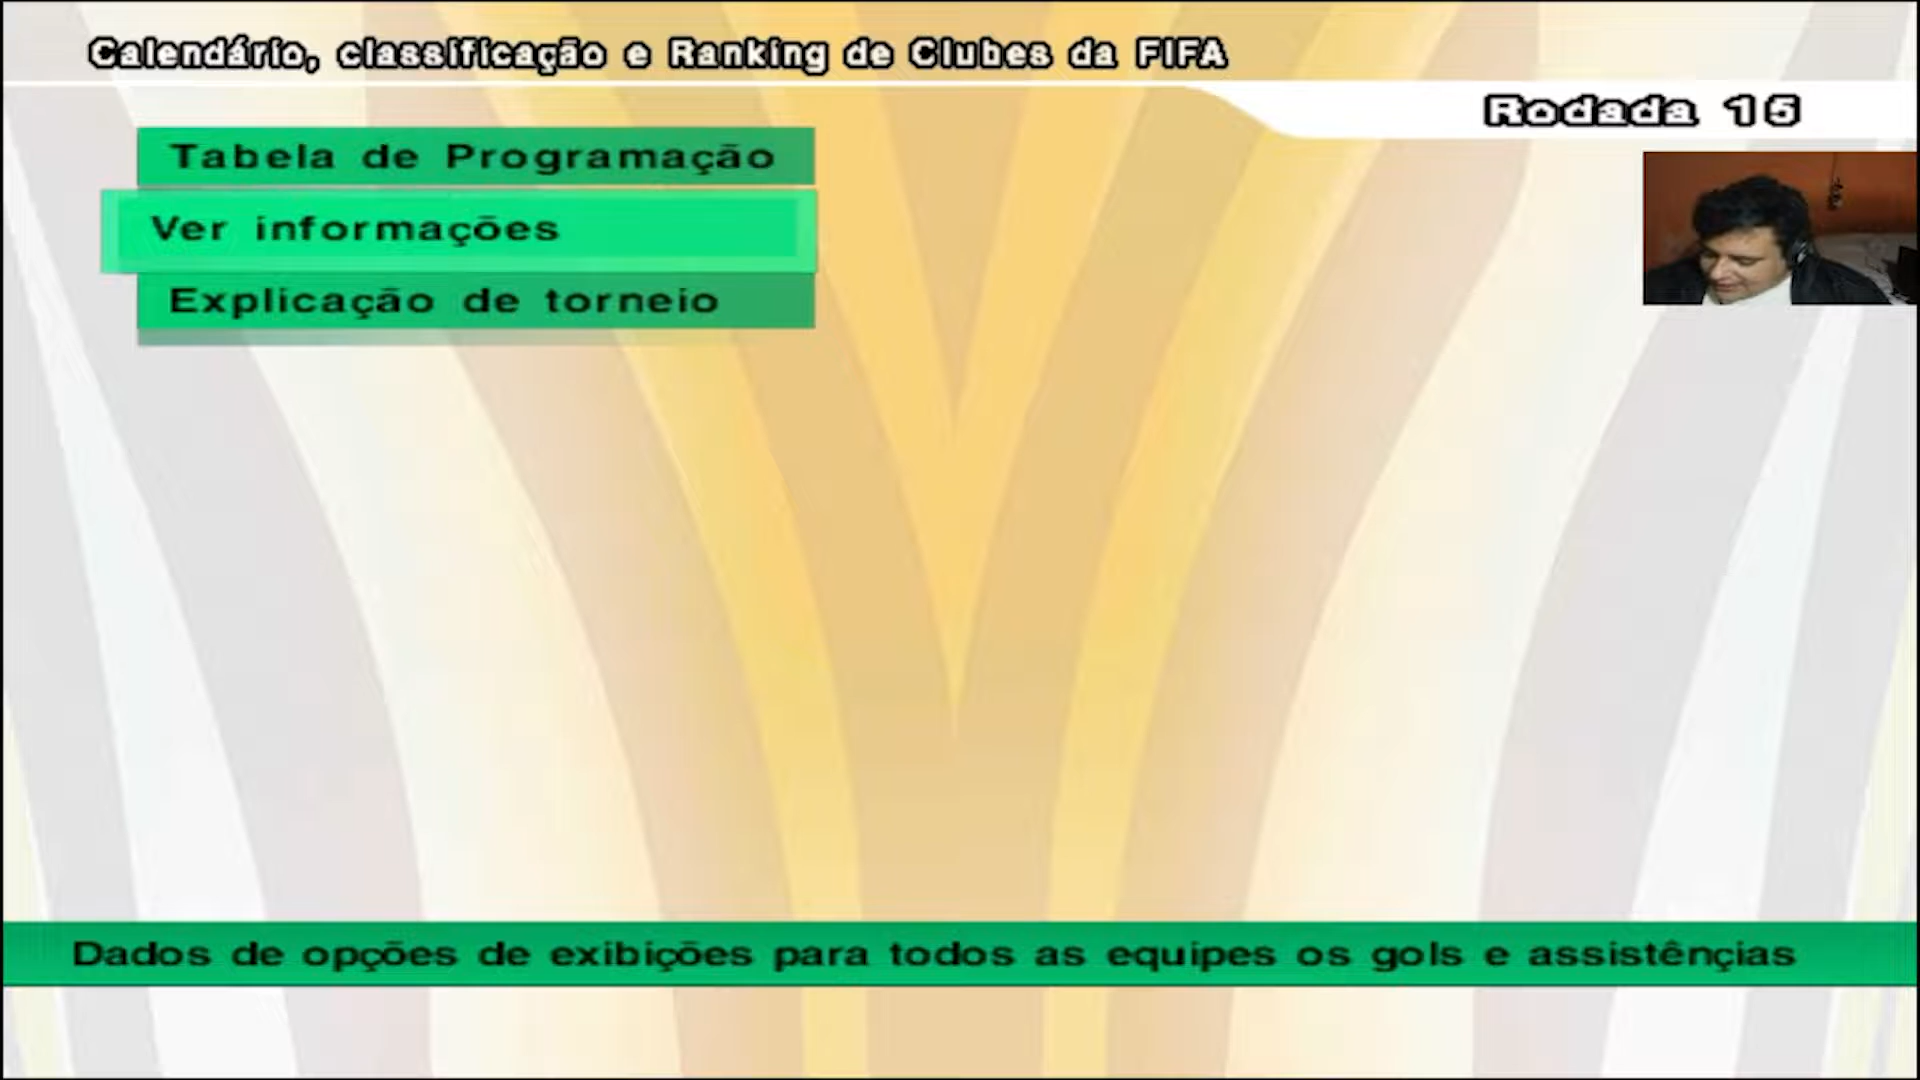 Calendário, classificação e Ranking de Clubes da FIFA
Rodada 15
Tabela de Programação
Ver informações
Explicação de torneio
Dados de opções de exibições para todos as equipes os gols e assistênçias